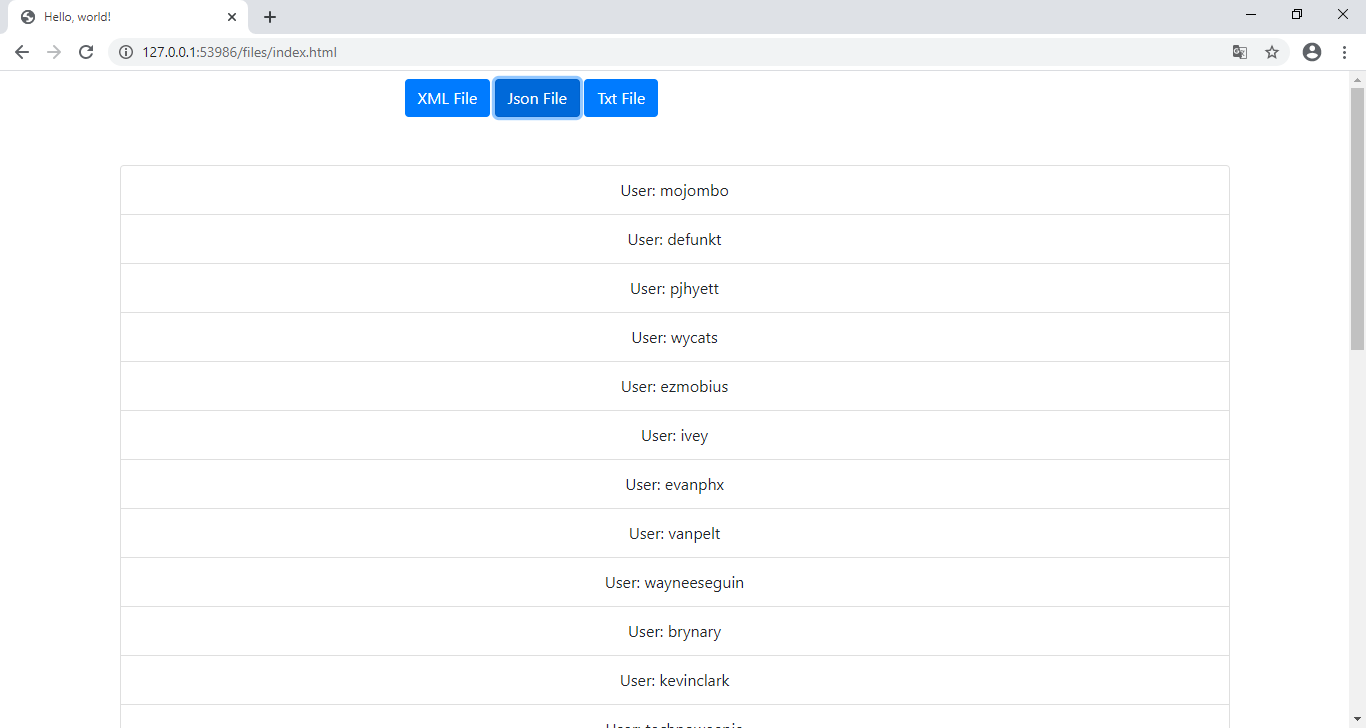 Hello, world!
127.0.0.1:53986/files/index.html
XML File
Json File
Txt File
User: mojombo
User: defunkt
User: pjhyett
User: wycats
User: ezmobius
User: ivey
User: evanphx
User: vanpelt
User: wayneeseguin
User: brynary
User: kevinclark